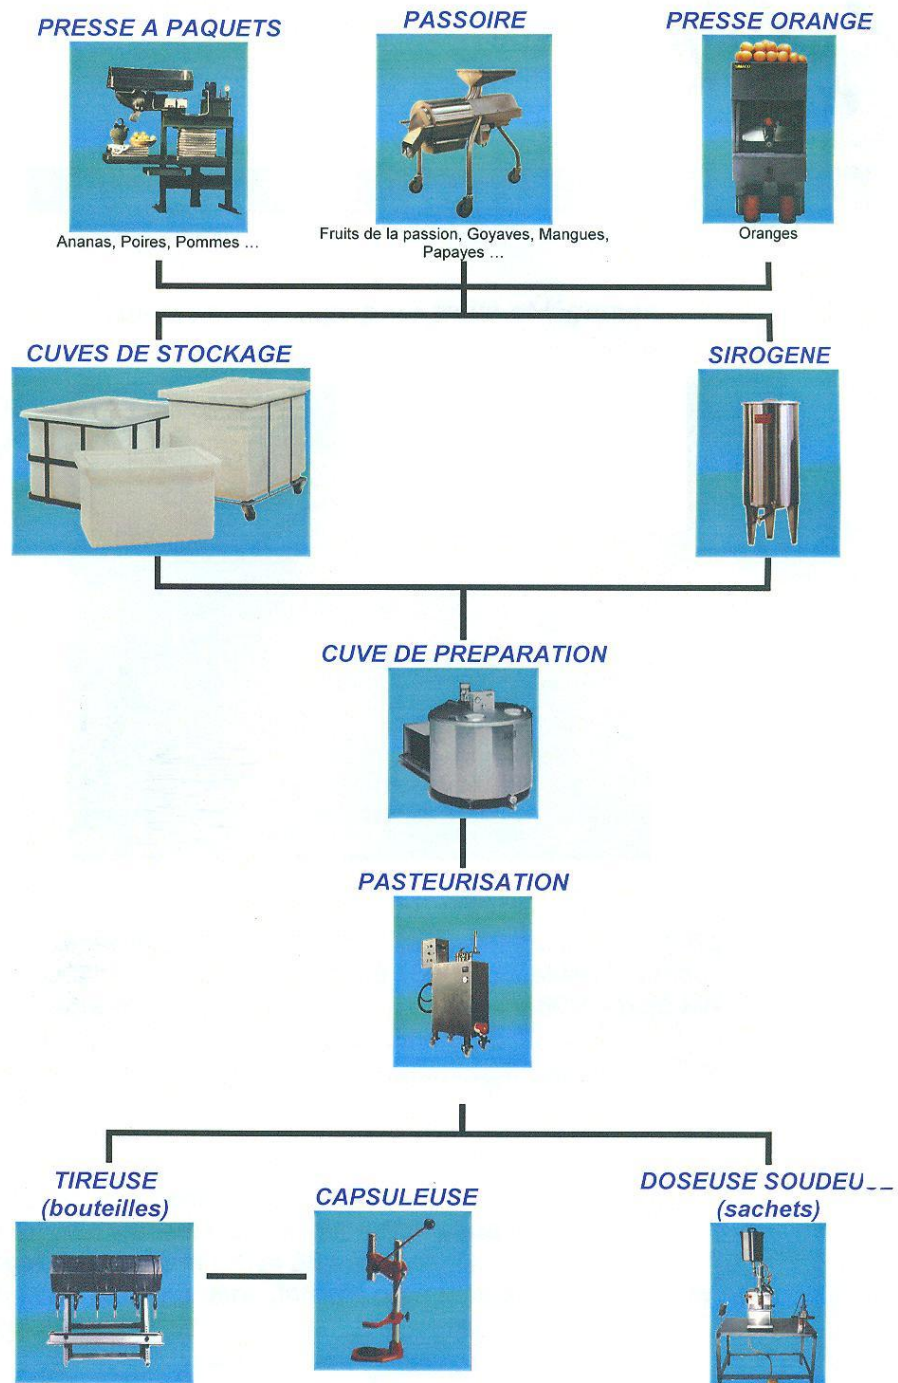 PRESSE A PAQUETS
PASSOIRE
PRESSE ORANGE
Ananas, Poires, Pommes ...
Fruits de la passion, Goyaves, Mangues,
Papayes ...
Oranges
CUVES DE STOCKAGE
SIROGENE
CUVE DE PREPARATION
PASTEURISATION
TIREUSE
(bouteilles)
CAPSULEUSE
DOSEUSE
(sachets)